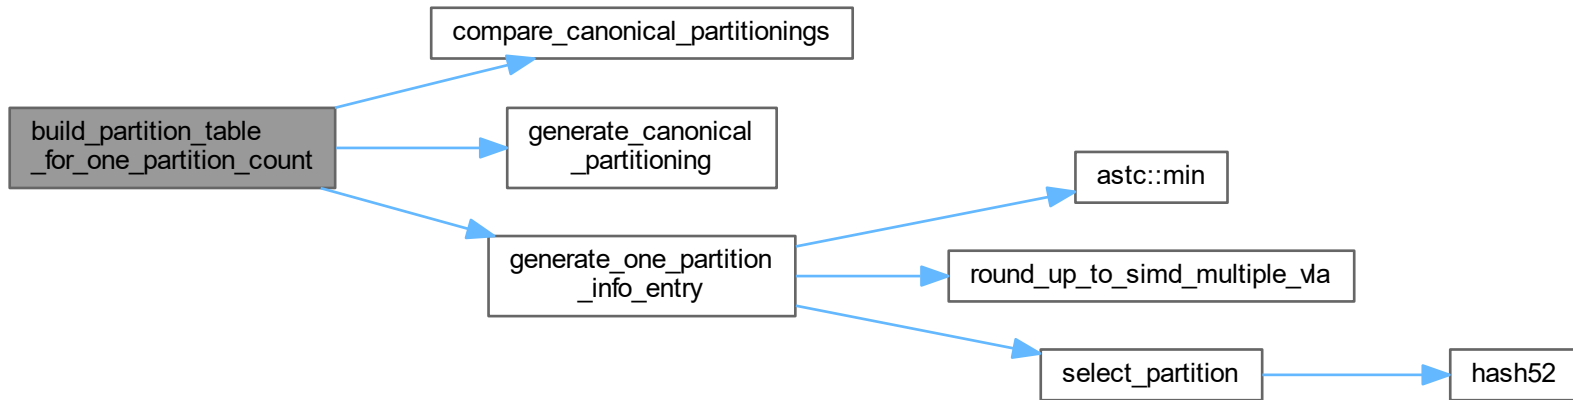 compare_canonical_partitionings
build_partition_table
_for_one_partition_count
generate_canonical
_partitioning
astc::min
generate_one_partition
_info_entry
round_up_to_simd_multiple_vla
select_partition
hash52